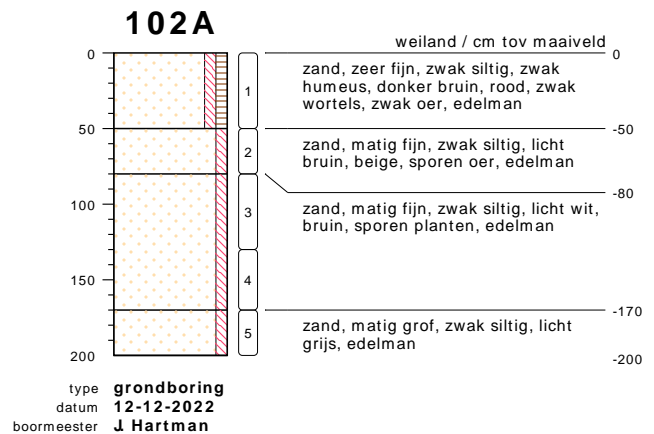 102A
weiland / cm tov maaiveld
0
0
zand, zeer fijn, zwak siltig, zwak
humeus, donker bruin, rood, zwak
wortels, zwak oer, edelman
1
50
-50
zand, matig fijn, zwak siltig, licht
bruin, beige, sporen oer, edelman
2
-80
zand, matig fijn, zwak siltig, licht wit,
bruin, sporen planten, edelman
3
100
150
4
-170
zand, matig grof, zwak siltig, licht
grijs, edelman
5
200
-200
type grondboring
datum 12-12-2022
boormeester J. Hartman